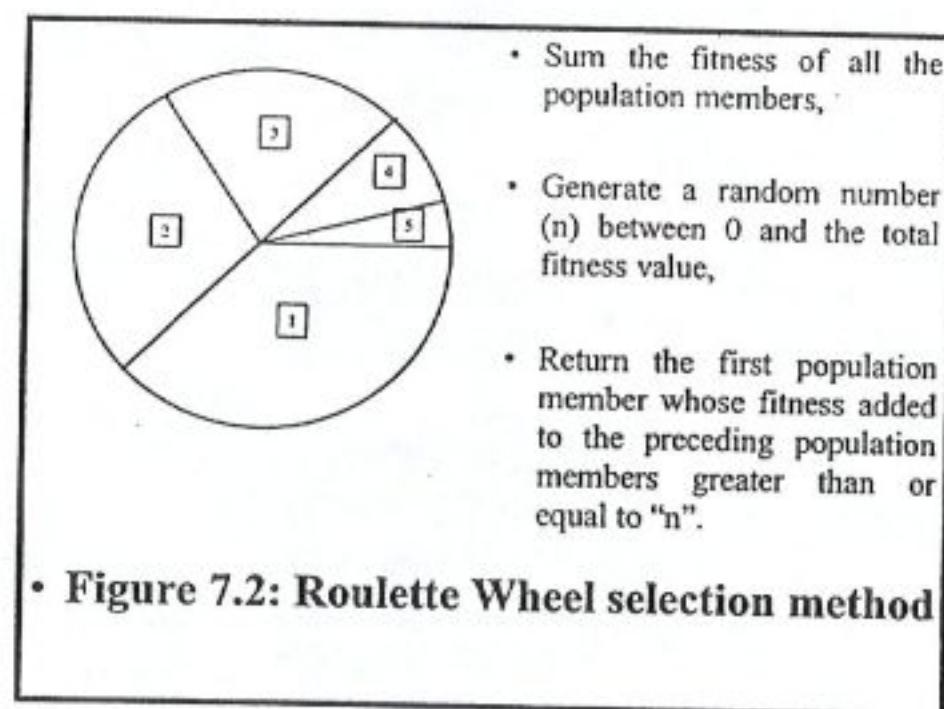 3
4
2
5
1
• Sum the fitness of all the
population members,
• Generate a random number
(n) between 0 and the total
fitness value,
• Return the first population
member whose fitness added
to the preceding population
members greater than or
equal to “n”.
• Figure 7.2: Roulette Wheel selection method